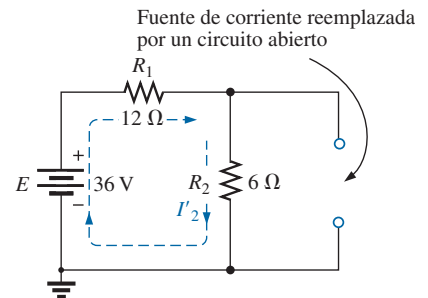 Fuente de corriente reemplazada
por un circuito abierto
R₁
12 Ω
+
E
36 V
R₂
6 Ω
I'₂
–